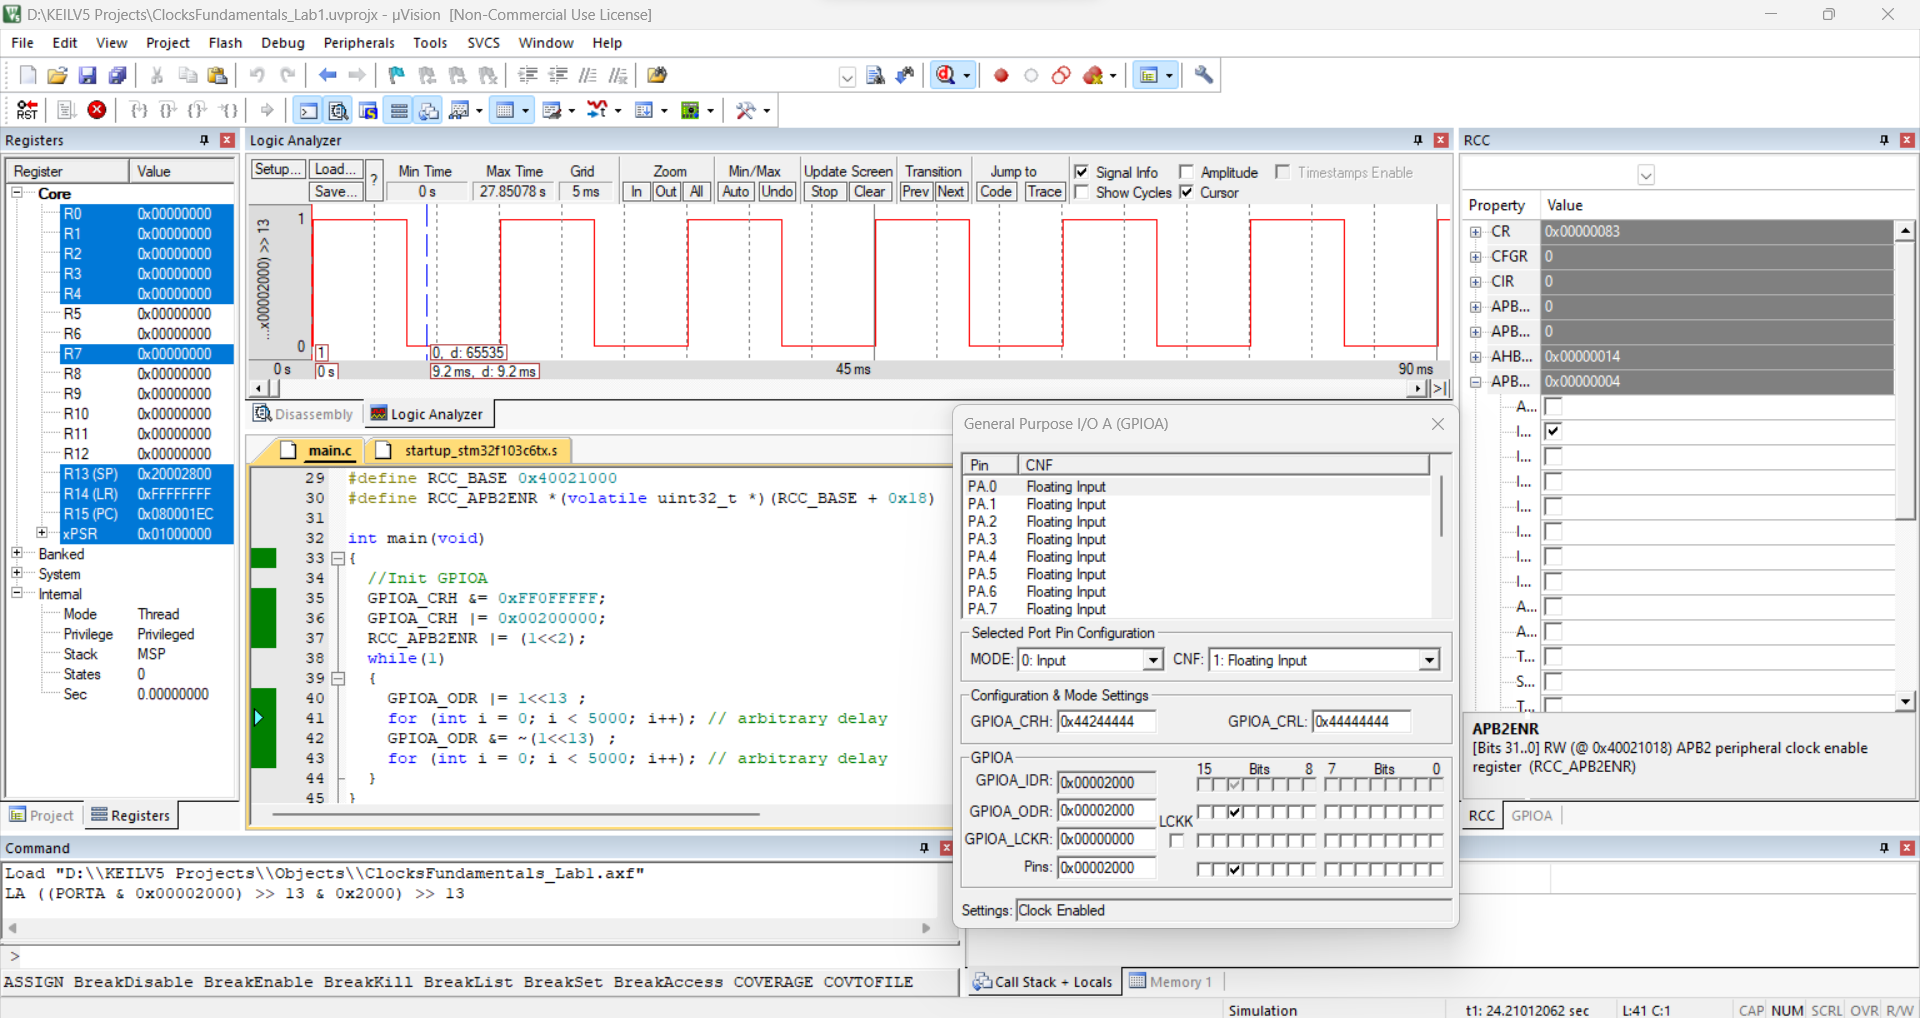 D:\KEILV5 Projects\ClocksFundamentals_Lab1.uvprojx - µVision [Non-Commercial Use License]
File Edit View Project Flash Debug Peripherals Tools SVCS Window Help
RST
Registers
Register Value
Core
R0 0x00000000
R1 0x00000000
R2 0x00000000
R3 0x00000000
R4 0x00000000
R5 0x00000000
R6 0x00000000
R7 0x00000000
R8 0x00000000
R9 0x00000000
R10 0x00000000
R11 0x00000000
R12 0x00000000
R13 (SP) 0x20002800
R14 (LR) 0xFFFFFFFF
R15 (PC) 0x080001EC
xPSR 0x01000000
Banked
System
Internal
Mode Thread
Privilege Privileged
Stack MSP
States 0
Sec 0.00000000
Project Registers
Logic Analyzer
Setup... Load... Save... ?
Min Time Max Time Grid Zoom Min/Max Update Screen Transition Jump to
0 s 27.85078 s 5 ms In Out All Auto Undo Stop Clear Prev Next Code Trace
Signal Info Amplitude Timestamps Enable
Show Cycles Cursor
...x00002000) >> 13
1
0
1 0, d: 65535
0 s 0 s 9.2 ms, d: 9.2 ms 45 ms 90 ms
Disassembly Logic Analyzer
main.c startup_stm32f103c6tx.s
29 #define RCC_BASE 0x40021000
30 #define RCC_APB2ENR *(volatile uint32_t *)(RCC_BASE + 0x18)
31
32 int main(void)
33 {
34 //Init GPIOA
35 GPIOA_CRH &= 0xFF0FFFFF;
36 GPIOA_CRH |= 0x00200000;
37 RCC_APB2ENR |= (1<<2);
38 while(1)
39 {
40 GPIOA_ODR |= 1<<13 ;
41 for (int i = 0; i < 5000; i++); // arbitrary delay
42 GPIOA_ODR &= ~(1<<13) ;
43 for (int i = 0; i < 5000; i++); // arbitrary delay
44 }
45 }
General Purpose I/O A (GPIOA)
Pin CNF
PA.0 Floating Input
PA.1 Floating Input
PA.2 Floating Input
PA.3 Floating Input
PA.4 Floating Input
PA.5 Floating Input
PA.6 Floating Input
PA.7 Floating Input
Selected Port Pin Configuration
MODE: 0: Input CNF: 1: Floating Input
Configuration & Mode Settings
GPIOA_CRH: 0x44244444 GPIOA_CRL: 0x44444444
GPIOA
15 Bits 8 7 Bits 0
GPIOA_IDR: 0x00002000
GPIOA_ODR: 0x00002000
LCKK
GPIOA_LCKR: 0x00000000
Pins: 0x00002000
Settings: Clock Enabled
RCC
Property Value
CR 0x00000083
CFGR 0
CIR 0
APB... 0
APB... 0
AHB... 0x00000014
APB... 0x00000004
A...
I...
I...
I...
I...
I...
I...
I...
A...
A...
T...
S...
T...
APB2ENR
[Bits 31..0] RW (@ 0x40021018) APB2 peripheral clock enable
register (RCC_APB2ENR)
RCC GPIOA
Command
Load "D:\\KEILV5 Projects\\Objects\\ClocksFundamentals_Lab1.axf"
LA ((PORTA & 0x00002000) >> 13 & 0x2000) >> 13
>
ASSIGN BreakDisable BreakEnable BreakKill BreakList BreakSet BreakAccess COVERAGE COVTOFILE
Call Stack + Locals Memory 1
Simulation t1: 24.21012062 sec L:41 C:1 CAP NUM SCRL OVR R/W